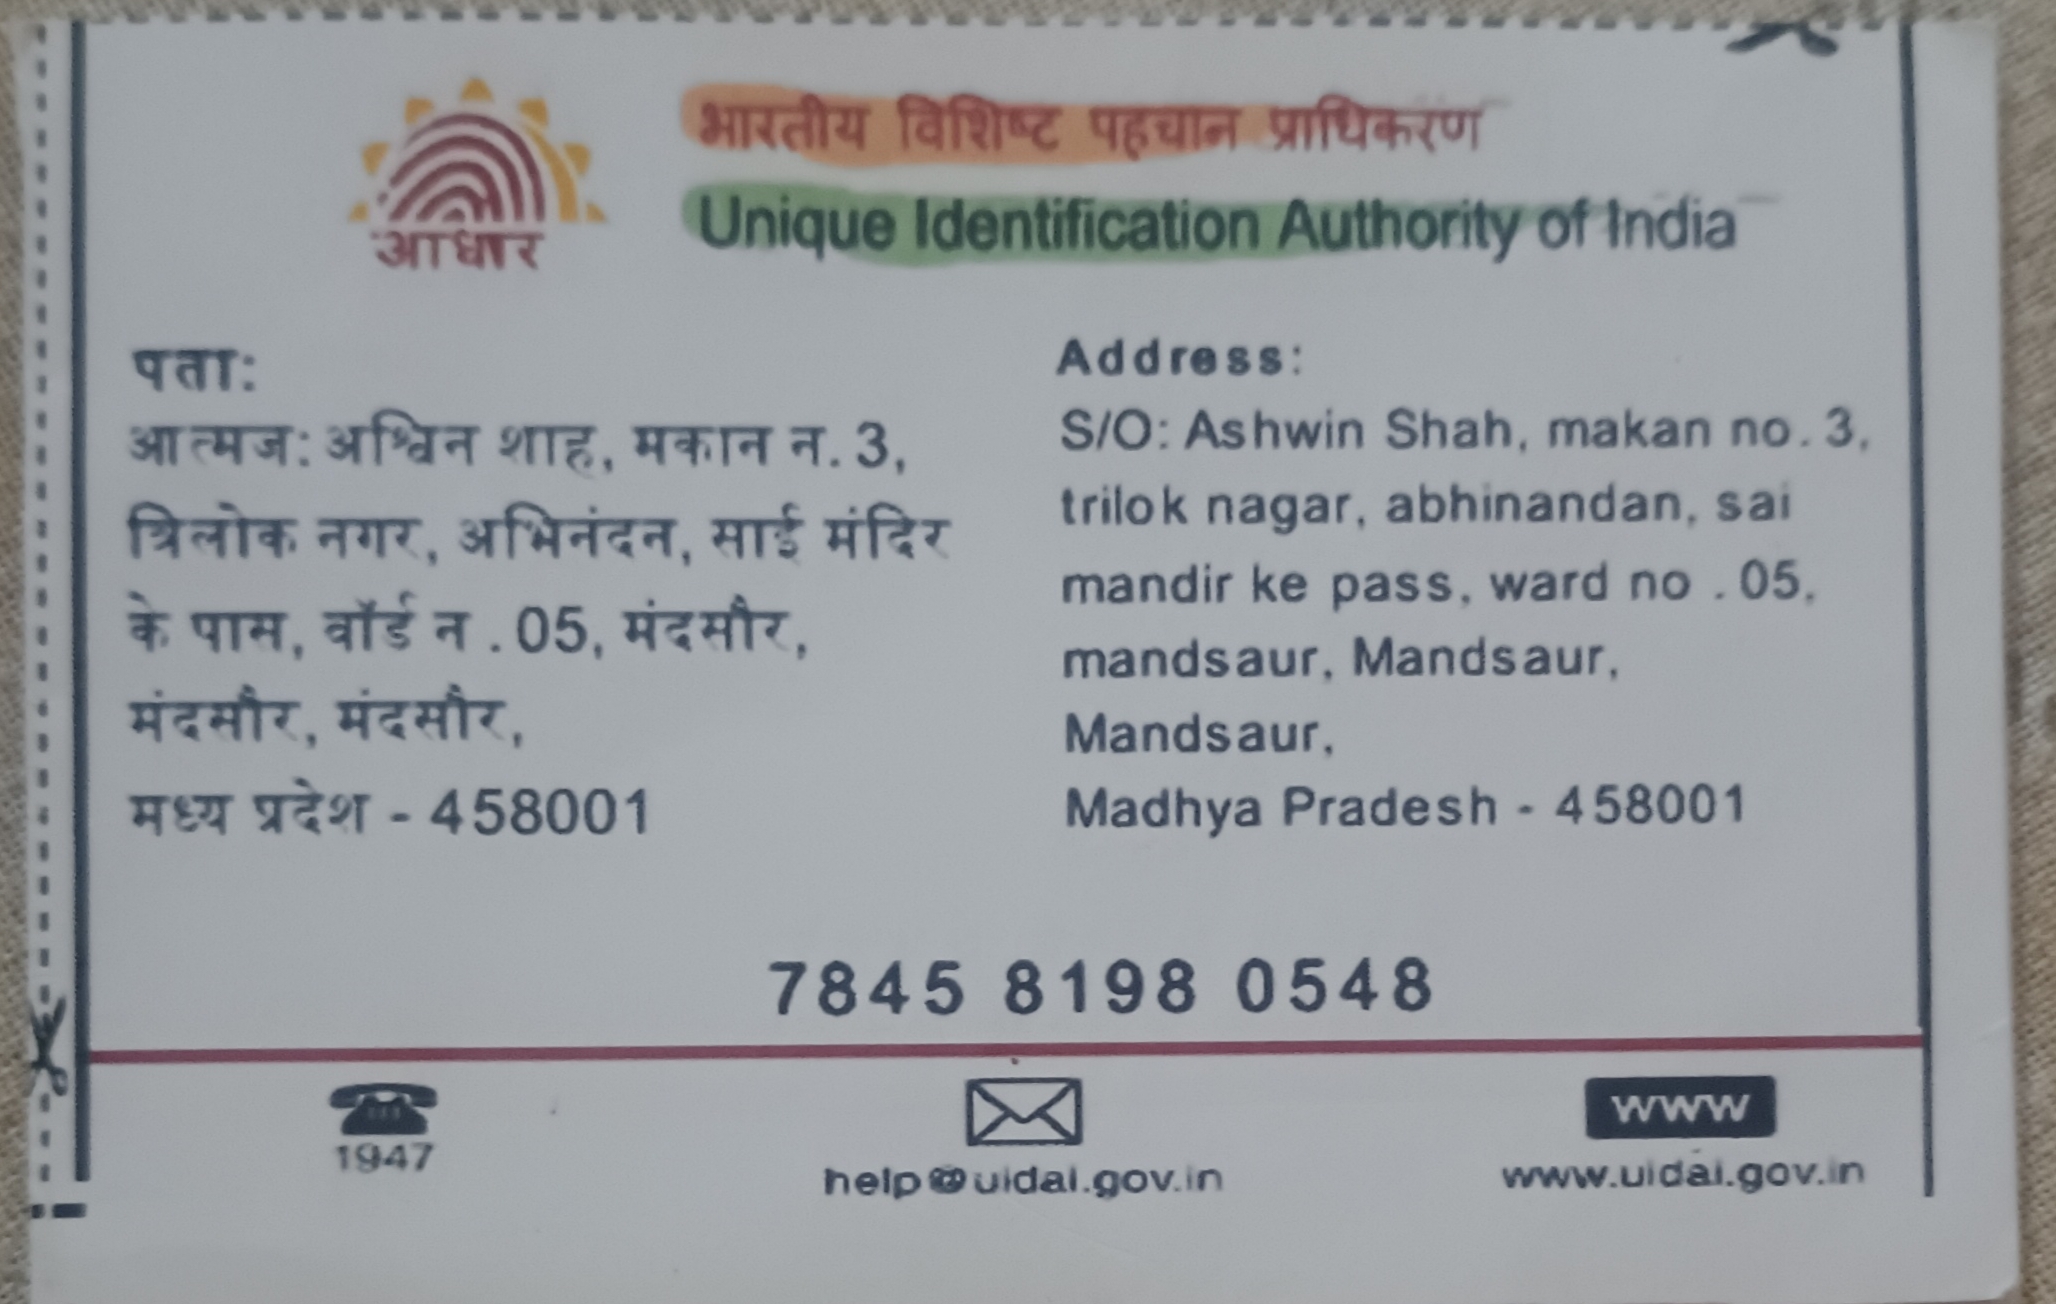 भारतीय विशिष्ट पहचान प्राधिकरण
Unique Identification Authority of India
आधार
पता:
आत्मज: अश्विन शाह, मकान न. 3,
त्रिलोक नगर, अभिनंदन, साई मंदिर
के पास, वॉर्ड न . 05, मंदसौर,
मंदसौर, मंदसौर,
मध्य प्रदेश - 458001
Address:
S/O: Ashwin Shah, makan no. 3,
trilok nagar, abhinandan, sai
mandir ke pass, ward no . 05,
mandsaur, Mandsaur,
Mandsaur,
Madhya Pradesh - 458001
7845 8198 0548
1947
help@uidai.gov.in
WWW
www.uidai.gov.in